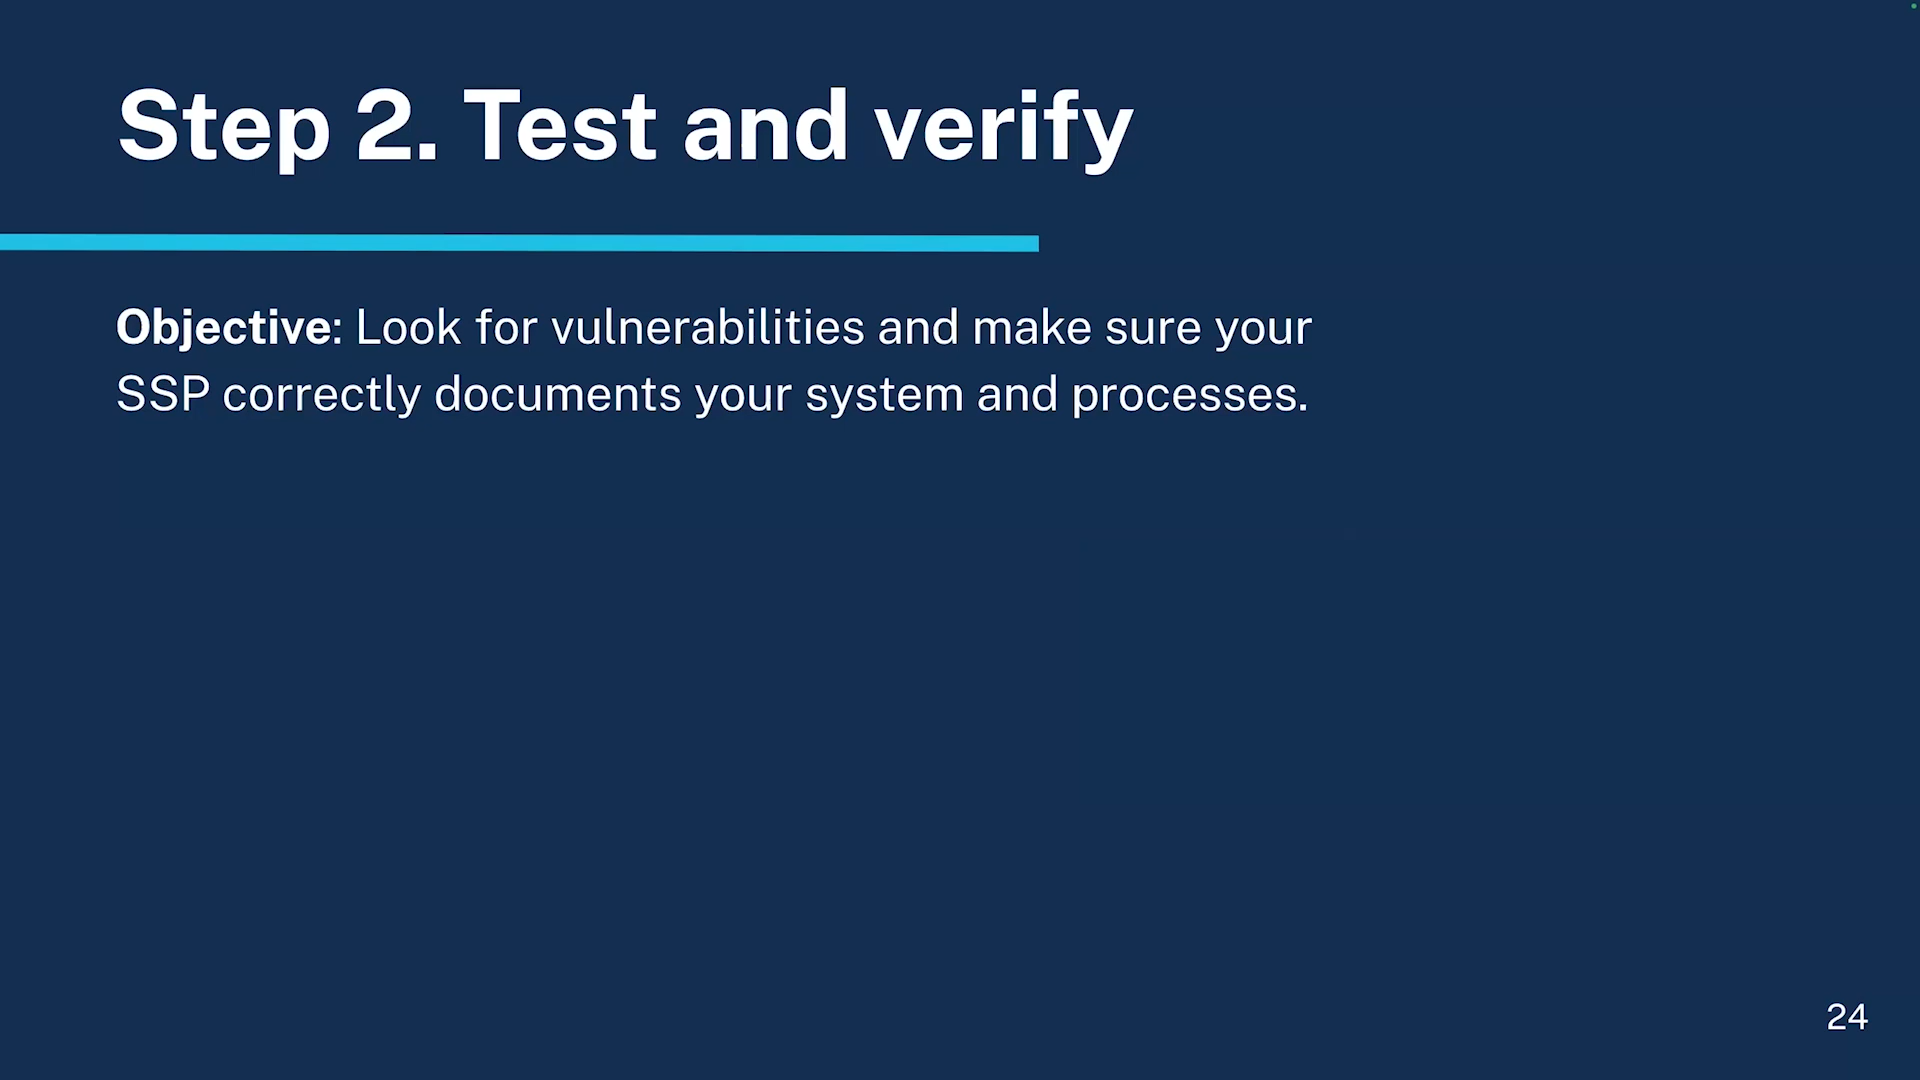 Step 2. Test and verify
Objective: Look for vulnerabilities and make sure your
SSP correctly documents your system and processes.
24